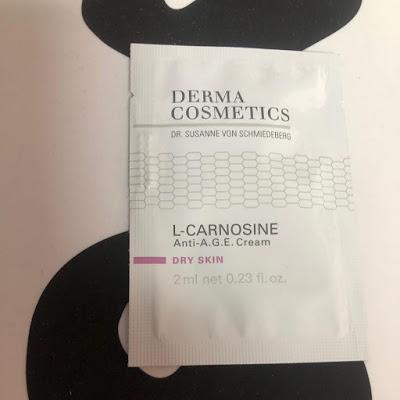 DERMA
COSMETICS
DR. SUSANNE VON SCHMIEDEBERG
L-CARNOSINE
Anti-A.G.E. Cream
DRY SKIN
2 ml net 0.23 fl. oz.